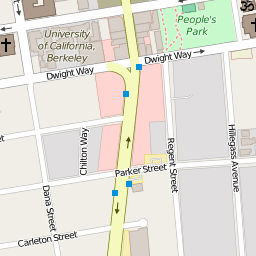 People's
Park
University
of California,
Berkeley
Dwight Way
Dwight Way
Chilton Way
Regent Street
Hillegass Avenue
Parker Street
Dana Street
Carleton Street